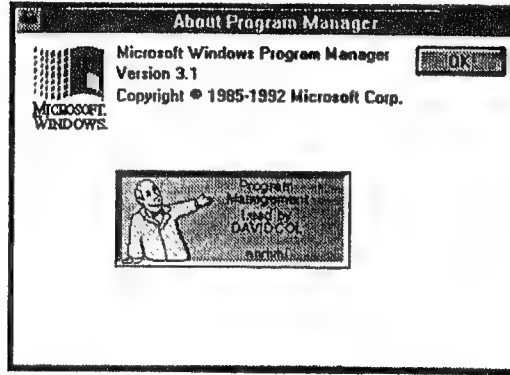 About Program Manager
Microsoft Windows Program Manager
Version 3.1
Copyright © 1985-1992 Microsoft Corp.
OK
MICROSOFT.
WINDOWS.
Program
Management
Lead by
DAVIDCOL